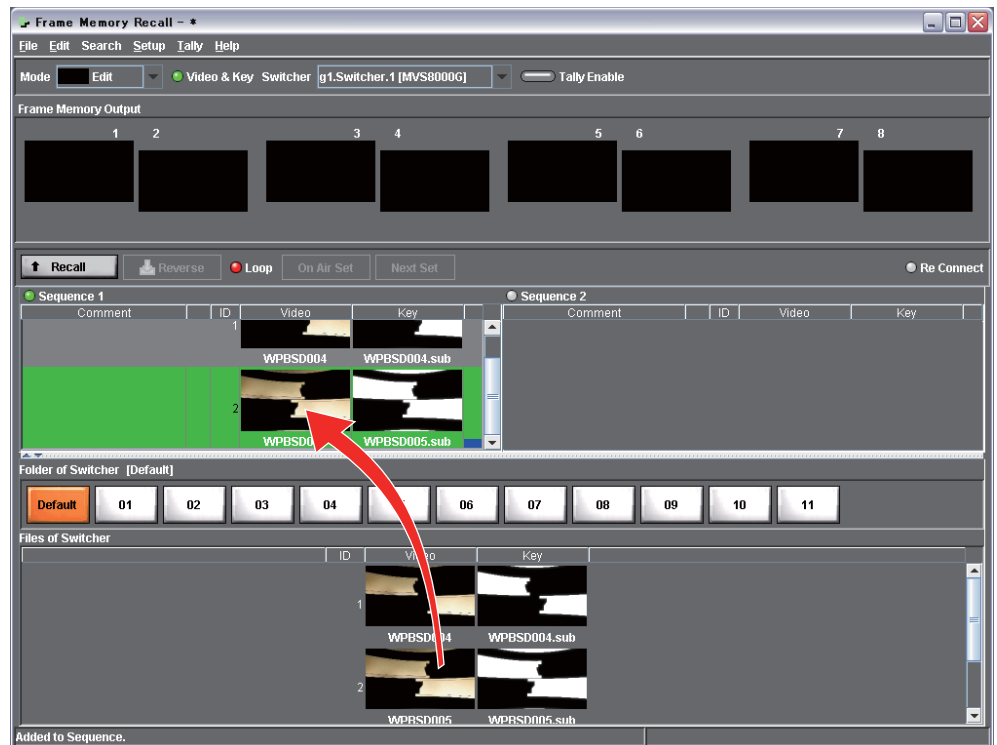 Frame Memory Recall - *
File Edit Search Setup Tally Help
Mode Edit Video & Key Switcher g1.Switcher.1 [MVS8000G] Tally Enable
Frame Memory Output
1 2 3 4 5 6 7 8
Recall Reverse Loop On Air Set Next Set Re Connect
Sequence 1 Sequence 2
Comment ID Video Key Comment ID Video Key
1
WPBSD004 WPBSD004.sub
2
WPBSD005.sub
Folder of Switcher [Default]
Default 01 02 03 04 06 07 08 09 10 11
Files of Switcher
ID Video Key
1
WPBSD004 WPBSD004.sub
2
WPBSD005 WPBSD005.sub
Added to Sequence.